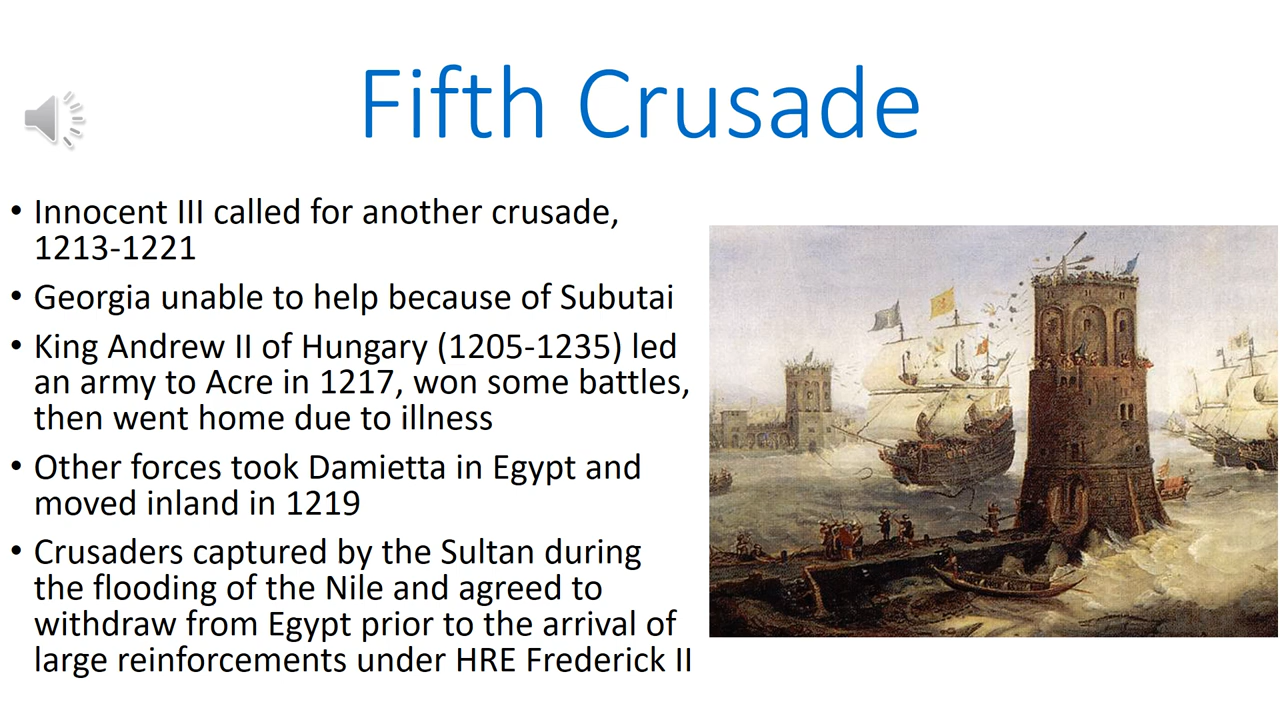 Fifth Crusade
• Innocent III called for another crusade,
1213-1221
• Georgia unable to help because of Subutai
• King Andrew II of Hungary (1205-1235) led
an army to Acre in 1217, won some battles,
then went home due to illness
• Other forces took Damietta in Egypt and
moved inland in 1219
• Crusaders captured by the Sultan during
the flooding of the Nile and agreed to
withdraw from Egypt prior to the arrival of
large reinforcements under HRE Frederick II